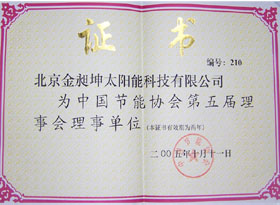 证书
编号：210
北京金昶坤太阳能科技有限公司
为中国节能协会第五届理
事会理事单位（本证书有效期为两年）
二00五年十月十一日